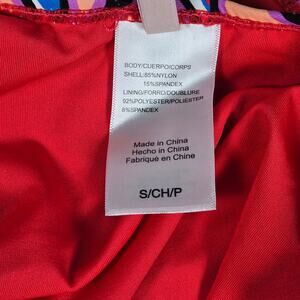 BODY/CUERPO/CORPS
SHELL:85%NYLON
15%SPANDEX
LINING/FORRO/DOUBLURE
92%POLYESTER/POLIESTER
8%SPANDEX
Made in China
Hecho in China
Fabriqué en Chine
S/CH/P